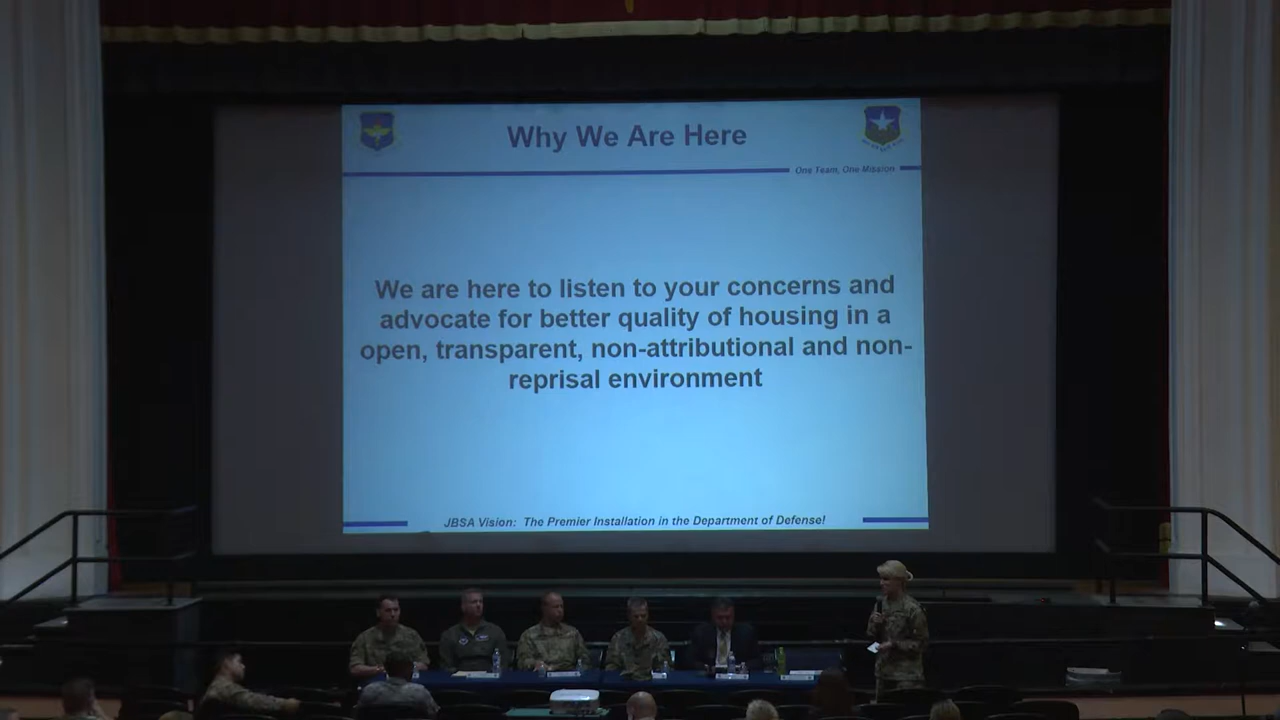 Why We Are Here
One Team, One Mission
We are here to listen to your concerns and
advocate for better quality of housing in a
open, transparent, non-attributional and non-
reprisal environment
JBSA Vision: The Premier Installation in the Department of Defense!